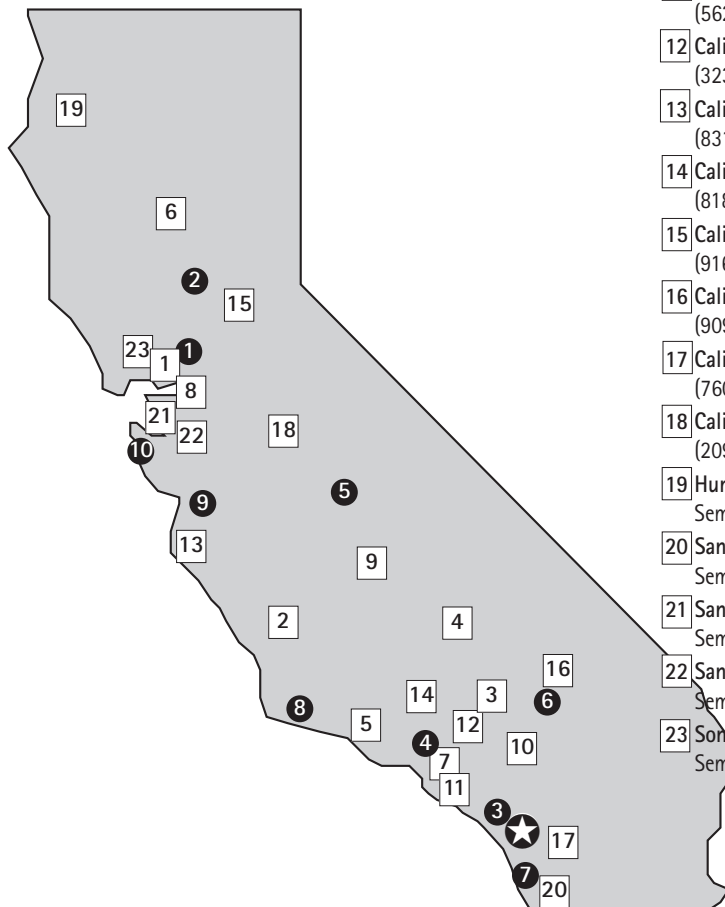 19
6
2
15
23
1
1
8
21
22
18
10
5
9
13
9
2
4
16
14
3
6
8
5
12
4
10
7
11
3
17
7
20
(562
12 Cali
(323
13 Cali
(831
14 Cali
(818
15 Cali
(916
16 Cali
(909
17 Cali
(760
18 Cali
(209
19 Hum
Sem
20 San
Sem
21 San
Sem
22 San
Sem
23 Son
Sem